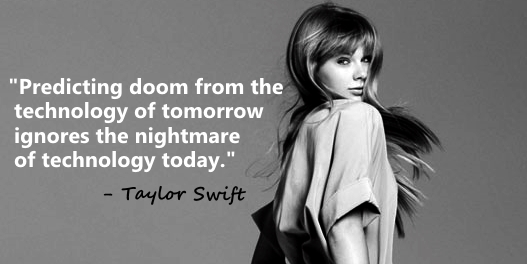 "Predicting doom from the
technology of tomorrow
ignores the nightmare
of technology today."
- Taylor Swift